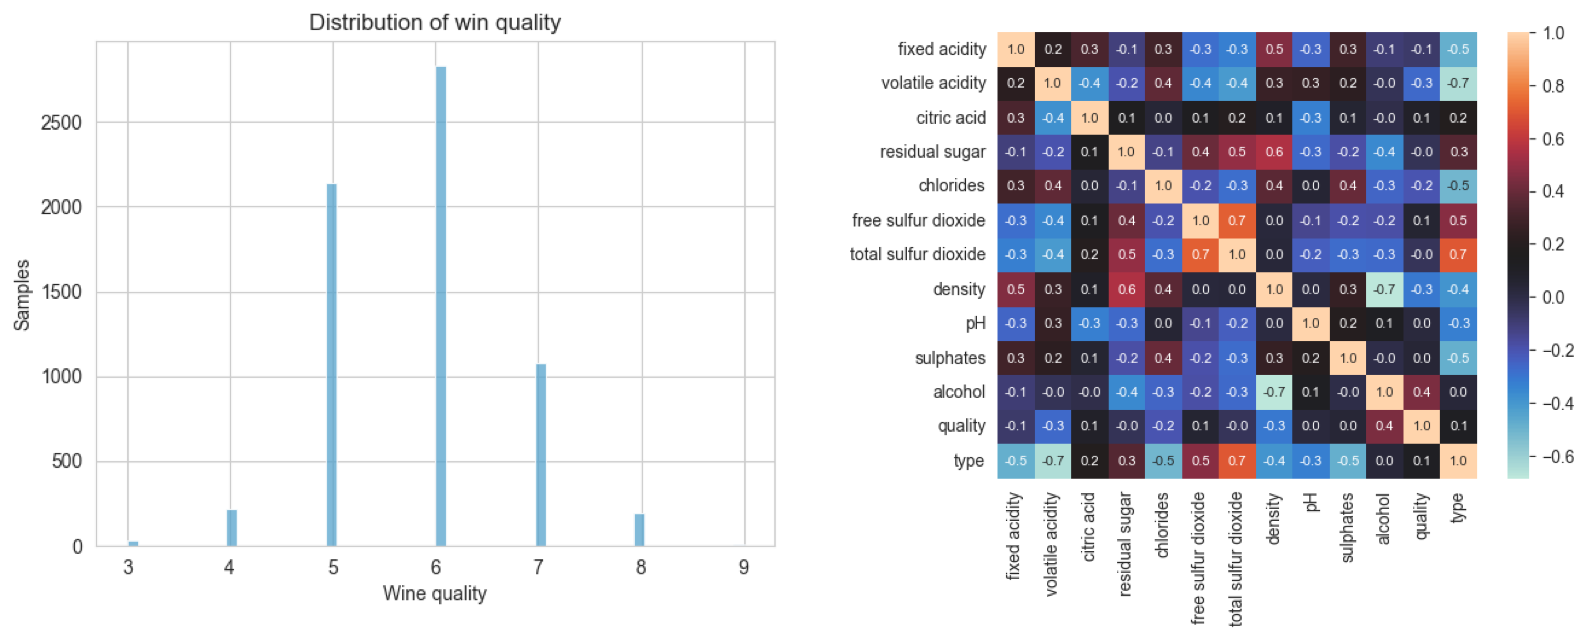 Distribution of win quality
2500
2000
1500
1000
500
0
Samples
3 4 5 6 7 8 9
Wine quality
fixed acidity 1.0 0.2 0.3 -0.1 0.3 -0.3 -0.3 0.5 -0.3 0.3 -0.1 -0.1 -0.5
volatile acidity 0.2 1.0 -0.4 -0.2 0.4 -0.4 -0.4 0.3 0.3 0.2 -0.0 -0.3 -0.7
citric acid 0.3 -0.4 1.0 0.1 0.0 0.1 0.2 0.1 -0.3 0.1 -0.0 0.1 0.2
residual sugar -0.1 -0.2 0.1 1.0 -0.1 0.4 0.5 0.6 -0.3 -0.2 -0.4 -0.0 0.3
chlorides 0.3 0.4 0.0 -0.1 1.0 -0.2 -0.3 0.4 0.0 0.4 -0.3 -0.2 -0.5
free sulfur dioxide -0.3 -0.4 0.1 0.4 -0.2 1.0 0.7 0.0 -0.1 -0.2 -0.2 0.1 0.5
total sulfur dioxide -0.3 -0.4 0.2 0.5 -0.3 0.7 1.0 0.0 -0.2 -0.3 -0.3 -0.0 0.7
density 0.5 0.3 0.1 0.6 0.4 0.0 0.0 1.0 0.0 0.3 -0.7 -0.3 -0.4
pH -0.3 0.3 -0.3 -0.3 0.0 -0.1 -0.2 0.0 1.0 0.2 0.1 0.0 -0.3
sulphates 0.3 0.2 0.1 -0.2 0.4 -0.2 -0.3 0.3 0.2 1.0 -0.0 0.0 -0.5
alcohol -0.1 -0.0 -0.0 -0.4 -0.3 -0.2 -0.3 -0.7 0.1 -0.0 1.0 0.4 0.0
quality -0.1 -0.3 0.1 -0.0 -0.2 0.1 -0.0 -0.3 0.0 0.0 0.4 1.0 0.1
type -0.5 -0.7 0.2 0.3 -0.5 0.5 0.7 -0.4 -0.3 -0.5 0.0 0.1 1.0
fixed acidity
volatile acidity
citric acid
residual sugar
chlorides
free sulfur dioxide
total sulfur dioxide
density
pH
sulphates
alcohol
quality
type
1.0
0.8
0.6
0.4
0.2
0.0
−0.2
−0.4
−0.6